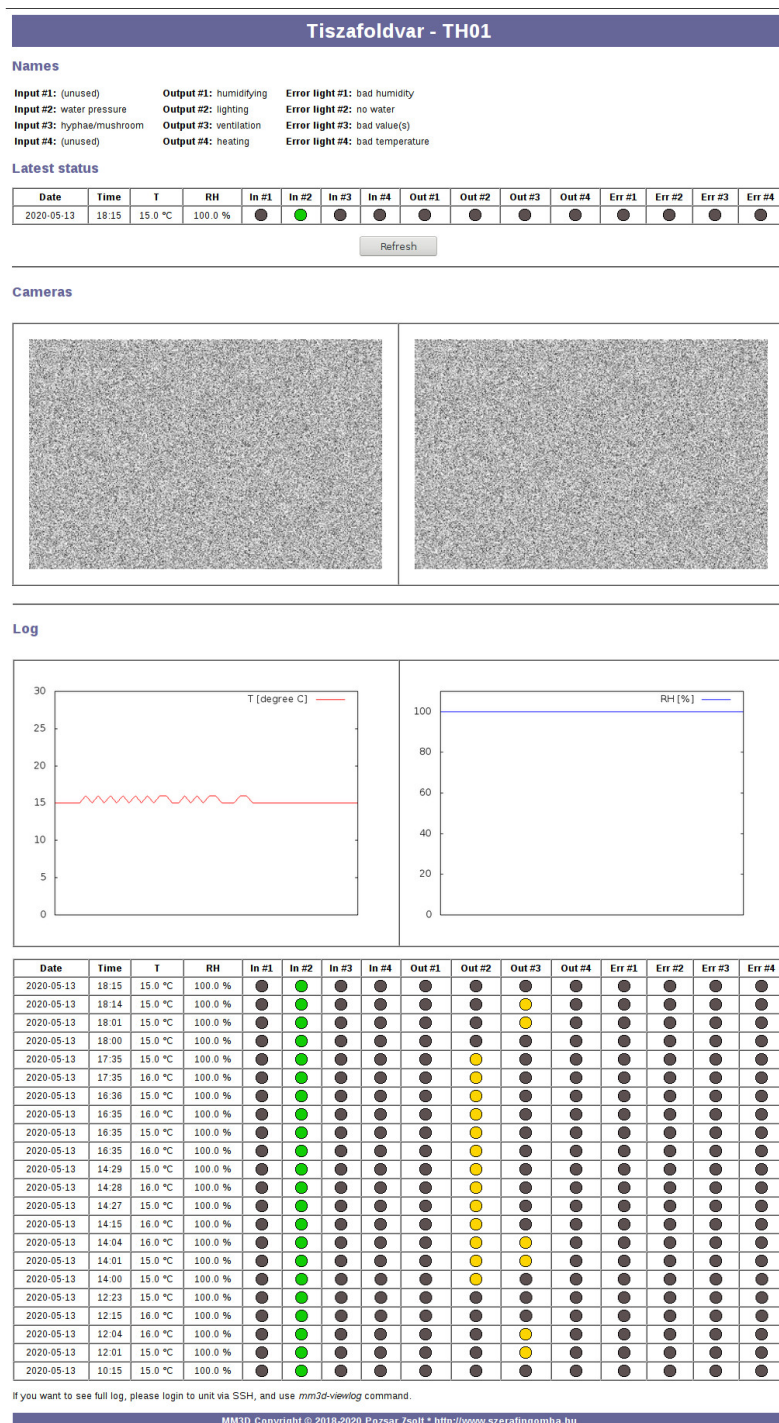 Tiszafoldvar - TH01
Names
Input #1: (unused) Output #1: humidifying Error light #1: bad humidity
Input #2: water pressure Output #2: lighting Error light #2: no water
Input #3: hyphae/mushroom Output #3: ventilation Error light #3: bad value(s)
Input #4: (unused) Output #4: heating Error light #4: bad temperature
Latest status
Date Time T RH In #1 In #2 In #3 In #4 Out #1 Out #2 Out #3 Out #4 Err #1 Err #2 Err #3 Err #4
2020-05-13 18:15 15.0 °C 100.0 %
Refresh
Cameras
Log
30
25
20
15
10
5
0
T [degree C]
100
80
60
40
20
0
RH [%]
Date Time T RH In #1 In #2 In #3 In #4 Out #1 Out #2 Out #3 Out #4 Err #1 Err #2 Err #3 Err #4
2020-05-13 18:15 15.0 °C 100.0 %
2020-05-13 18:14 15.0 °C 100.0 %
2020-05-13 18:01 15.0 °C 100.0 %
2020-05-13 18:00 15.0 °C 100.0 %
2020-05-13 17:35 15.0 °C 100.0 %
2020-05-13 17:35 16.0 °C 100.0 %
2020-05-13 16:36 15.0 °C 100.0 %
2020-05-13 16:35 16.0 °C 100.0 %
2020-05-13 16:35 15.0 °C 100.0 %
2020-05-13 16:35 16.0 °C 100.0 %
2020-05-13 14:29 15.0 °C 100.0 %
2020-05-13 14:28 16.0 °C 100.0 %
2020-05-13 14:27 15.0 °C 100.0 %
2020-05-13 14:15 16.0 °C 100.0 %
2020-05-13 14:04 16.0 °C 100.0 %
2020-05-13 14:01 15.0 °C 100.0 %
2020-05-13 14:00 15.0 °C 100.0 %
2020-05-13 12:23 15.0 °C 100.0 %
2020-05-13 12:15 16.0 °C 100.0 %
2020-05-13 12:04 16.0 °C 100.0 %
2020-05-13 12:01 15.0 °C 100.0 %
2020-05-13 10:15 15.0 °C 100.0 %
If you want to see full log, please login to unit via SSH, and use mm3d-viewlog command.
MM3D Copyright © 2018-2020 Pozsar Zsolt * http://www.szerafingomba.hu